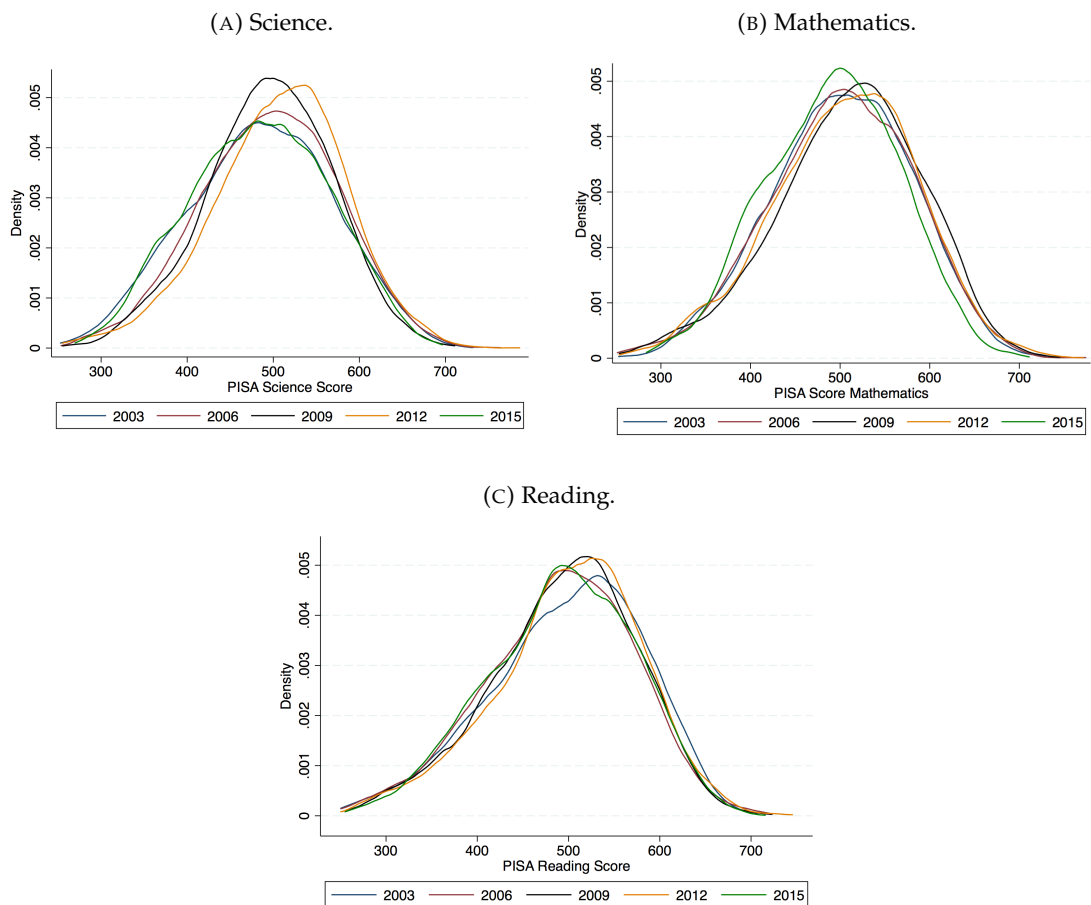 (A) Science.
Density
0 .001 .002 .003 .004 .005
300 400 500 600 700
PISA Science Score
2003 2006 2009 2012 2015
(B) Mathematics.
Density
0 .001 .002 .003 .004 .005
300 400 500 600 700
PISA Score Mathematics
2003 2006 2009 2012 2015
(C) Reading.
Density
0 .001 .002 .003 .004 .005
300 400 500 600 700
PISA Reading Score
2003 2006 2009 2012 2015